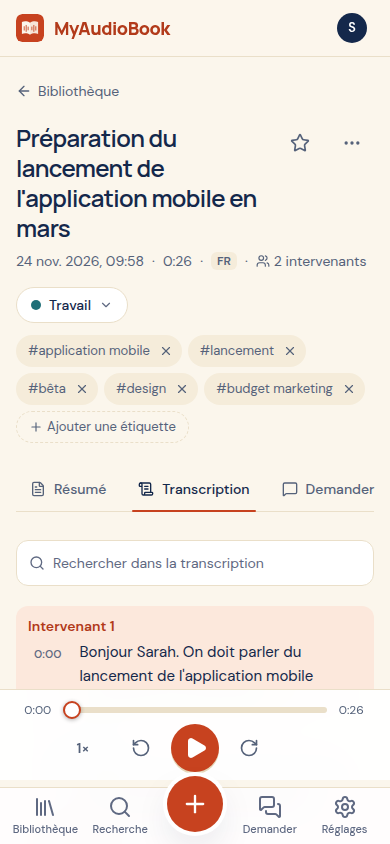 MyAudioBook
S
Bibliothèque
Préparation du
lancement de
l'application mobile en
mars
24 nov. 2026, 09:58 · 0:26 · FR · 2 intervenants
Travail
#application mobile
#lancement
#bêta
#design
#budget marketing
Ajouter une étiquette
Résumé
Transcription
Demander
Rechercher dans la transcription
Intervenant 1
0:00
Bonjour Sarah. On doit parler du
lancement de l'application mobile
0:00
0:26
1×
Bibliothèque
Recherche
Demander
Réglages